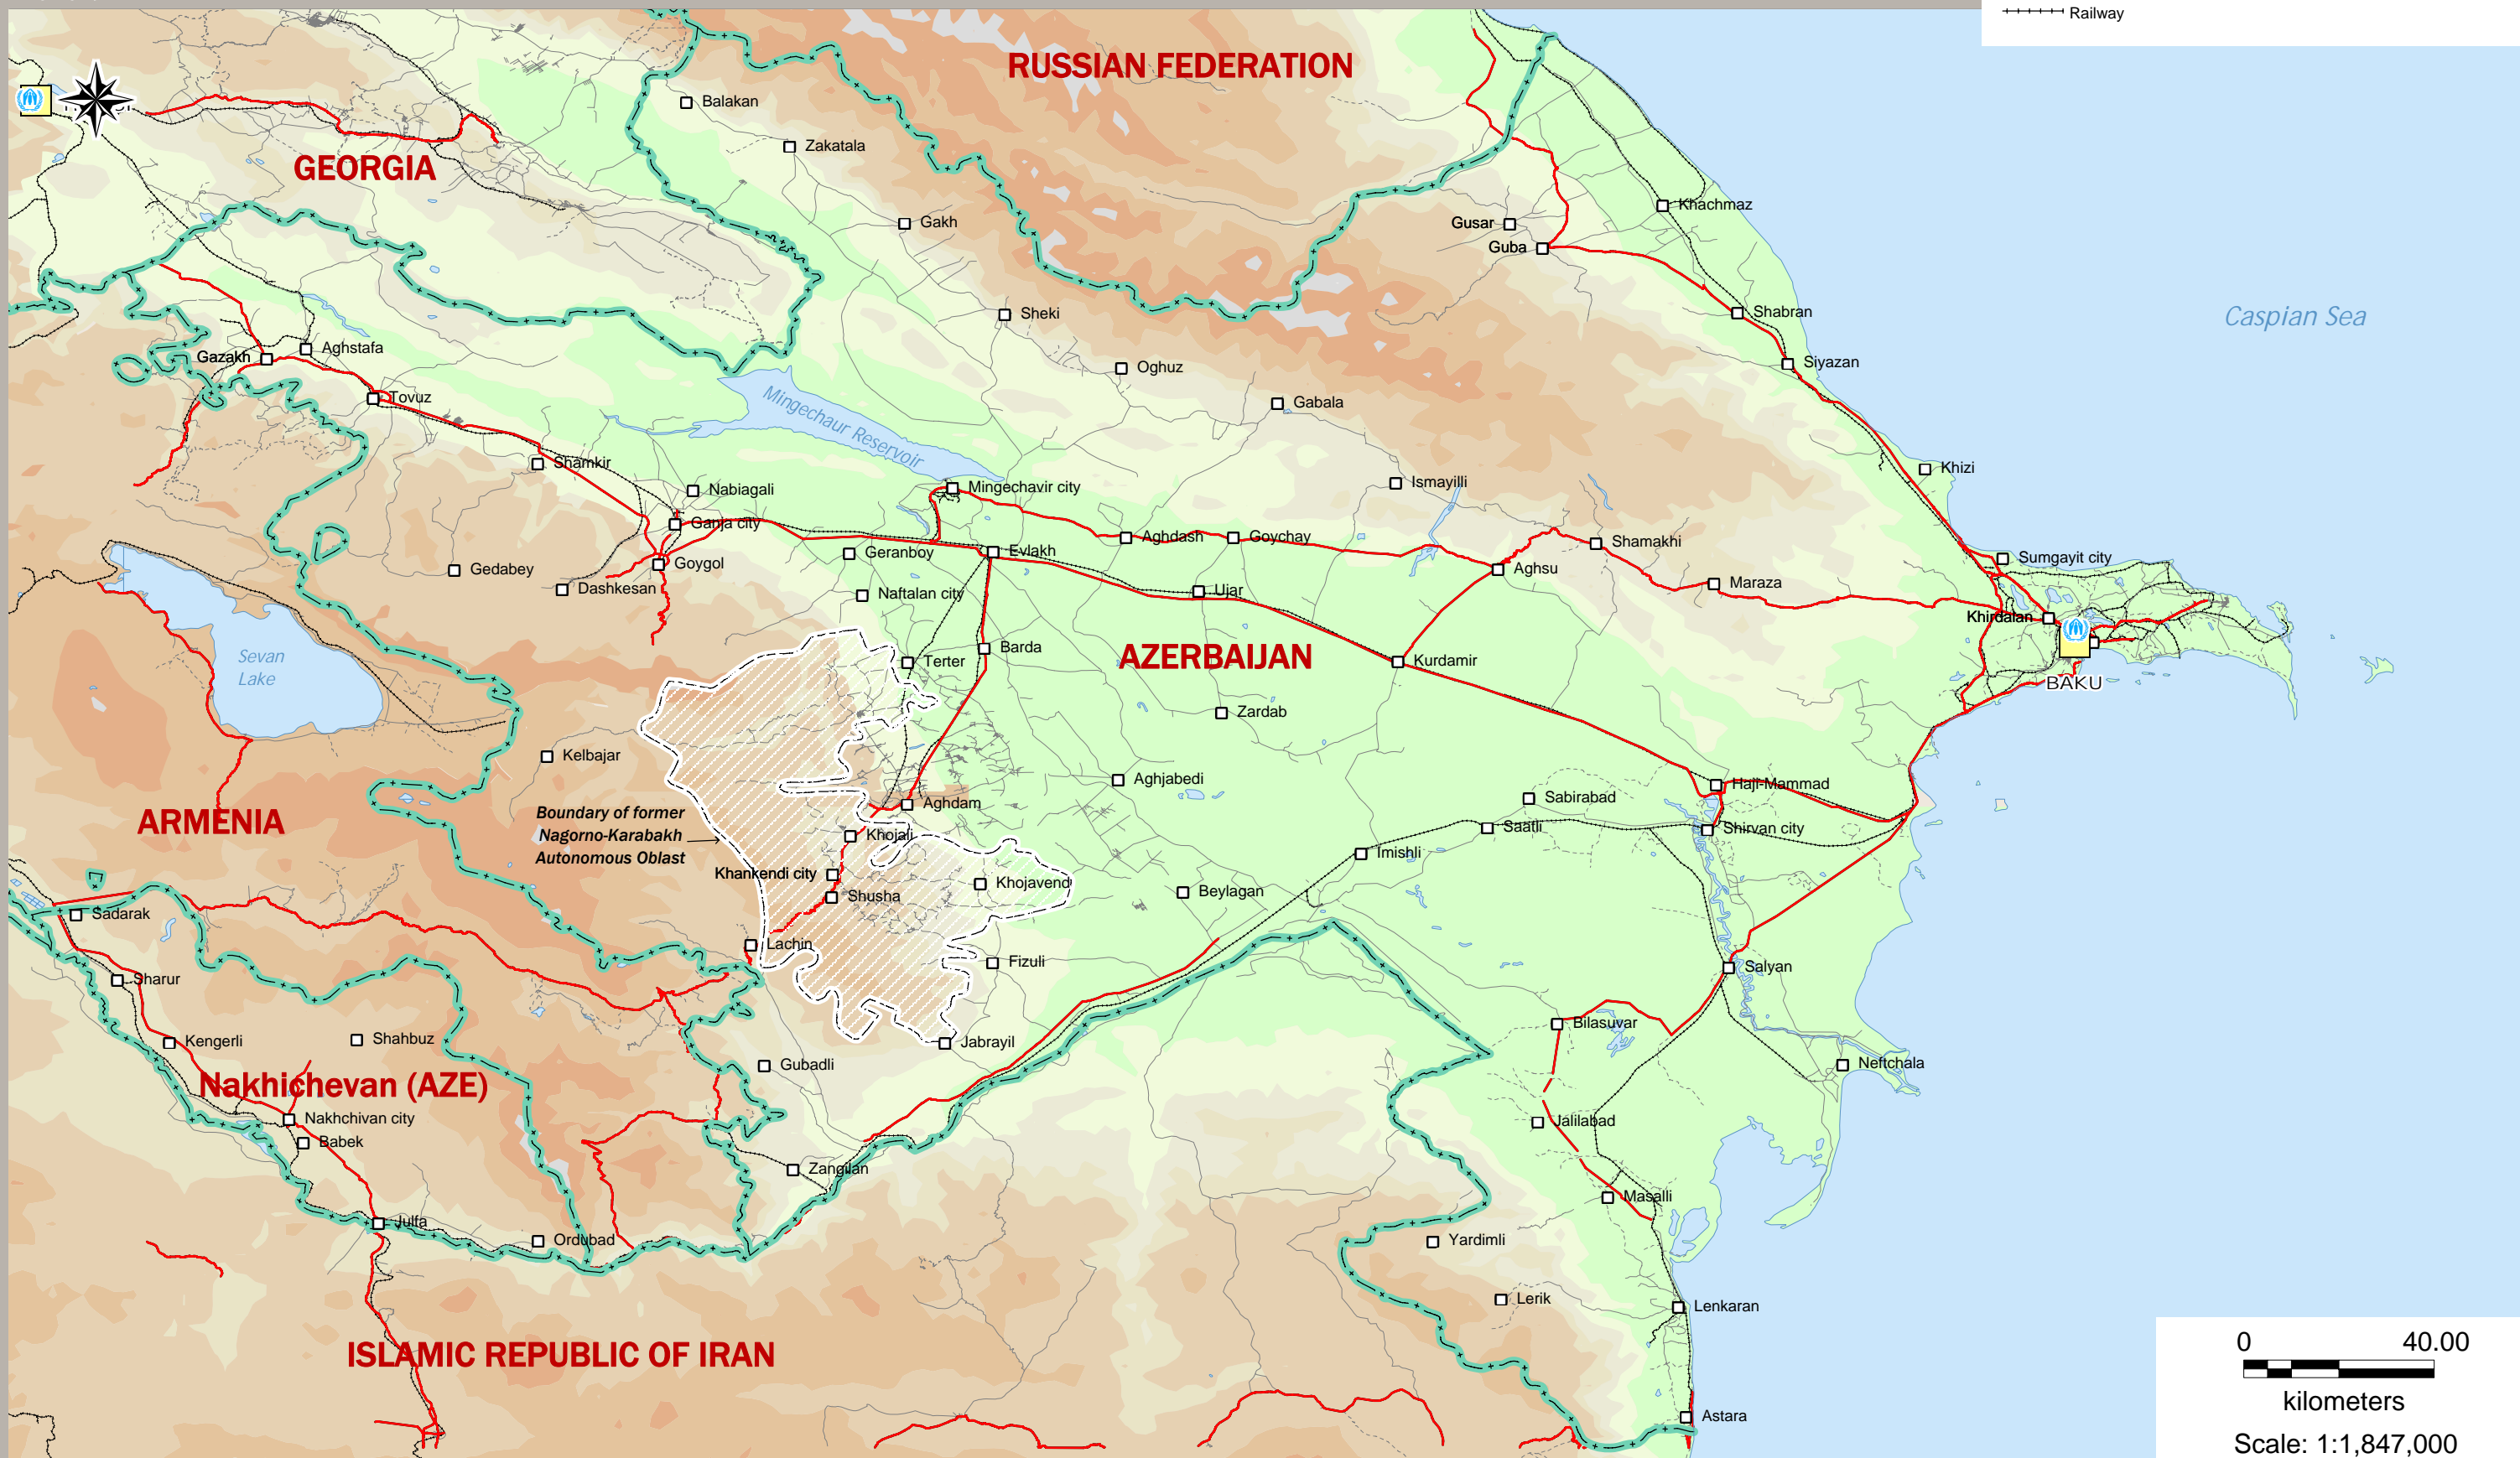 Railway
RUSSIAN FEDERATION
Balakan
Zakatala
GEORGIA
Gakh
Gusar
Khachmaz
Guba
Sheki
Shabran
Caspian Sea
Gazakh
Aghstafa
Siyazan
Oghuz
Tovuz
Gabala
Mingechaur Reservoir
Shamkir
Khizi
Ismayilli
Nabiagali
Mingechavir city
Ganja city
Aghdash
Goychay
Shamakhi
Geranboy
Evlakh
Sumgayit city
Goygol
Gedabey
Aghsu
Dashkesan
Naftalan city
Ujar
Maraza
Khirdalan
Sevan
Lake
Terter
Barda
AZERBAIJAN
Kurdamir
BAKU
Zardab
Kelbajar
Aghjabedi
Haji-Mammad
Sabirabad
Aghdam
ARMENIA
Boundary of former
Nagorno-Karabakh
Autonomous Oblast
Khojali
Saatli
Shirvan city
Imishli
Khankendi city
Khojavend
Shusha
Beylagan
Sadarak
Lachin
Fizuli
Salyan
Sharur
Bilasuvar
Kengerli
Shahbuz
Jabrayil
Gubadli
Neftchala
Nakhichevan (AZE)
Nakhchivan city
Jalilabad
Babek
Zangilan
Masalli
Julfa
Ordubad
Yardimli
Lerik
Lenkaran
ISLAMIC REPUBLIC OF IRAN
Astara
0 40.00
kilometers
Scale: 1:1,847,000